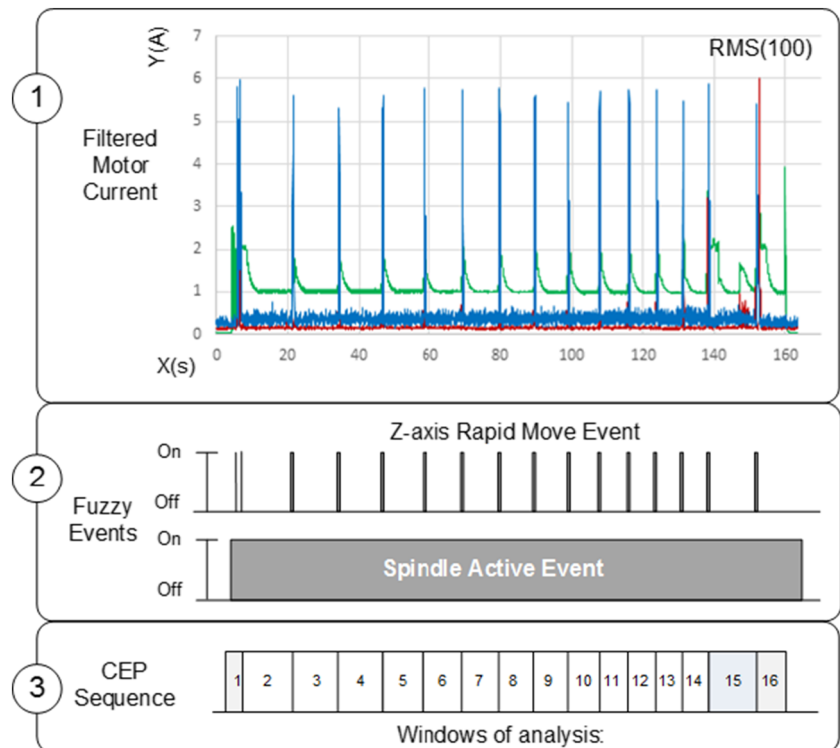 1
Filtered
Motor
Current
Y(A)
RMS(100)
7
6
5
4
3
2
1
0
0 20 40 60 80 100 120 140 160
X(s)
2
Fuzzy
Events
Z-axis Rapid Move Event
On
Off
On
Spindle Active Event
Off
3
CEP
Sequence
1 2 3 4 5 6 7 8 9 10 11 12 13 14 15 16
Windows of analysis: